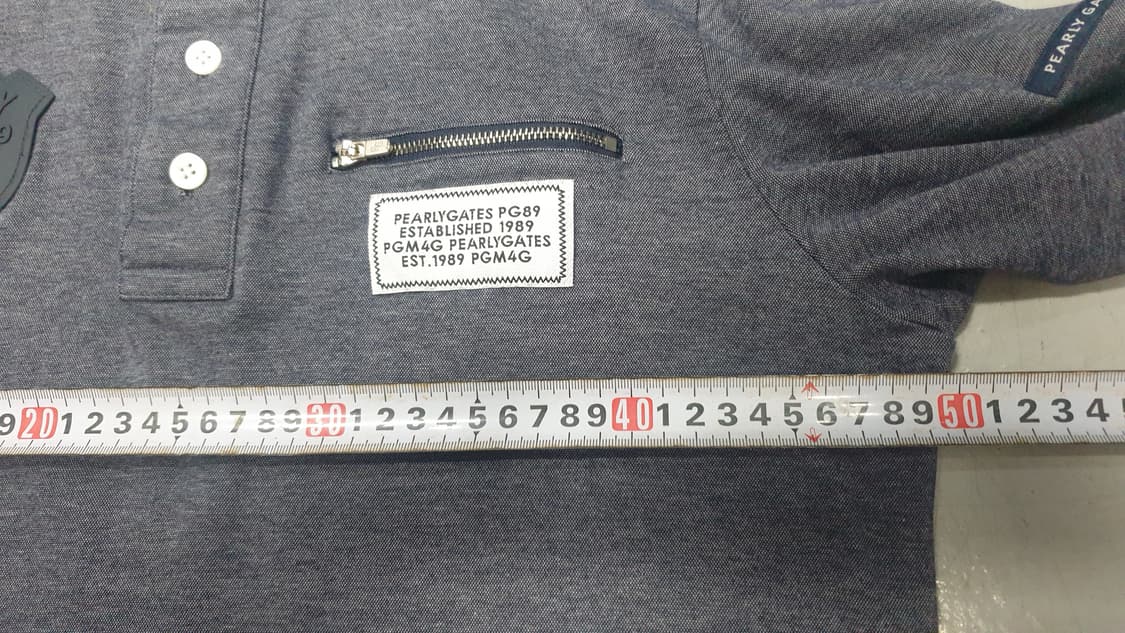 PEARLY GA
PEARLYGATES PG89
ESTABLISHED 1989
PGM4G PEARLYGATES
EST.1989 PGM4G
9 20 1 2 3 4 5 6 7 8 9 30 1 2 3 4 5 6 7 8 9 40 1 2 3 4 5 6 7 8 9 50 1 2 3 4